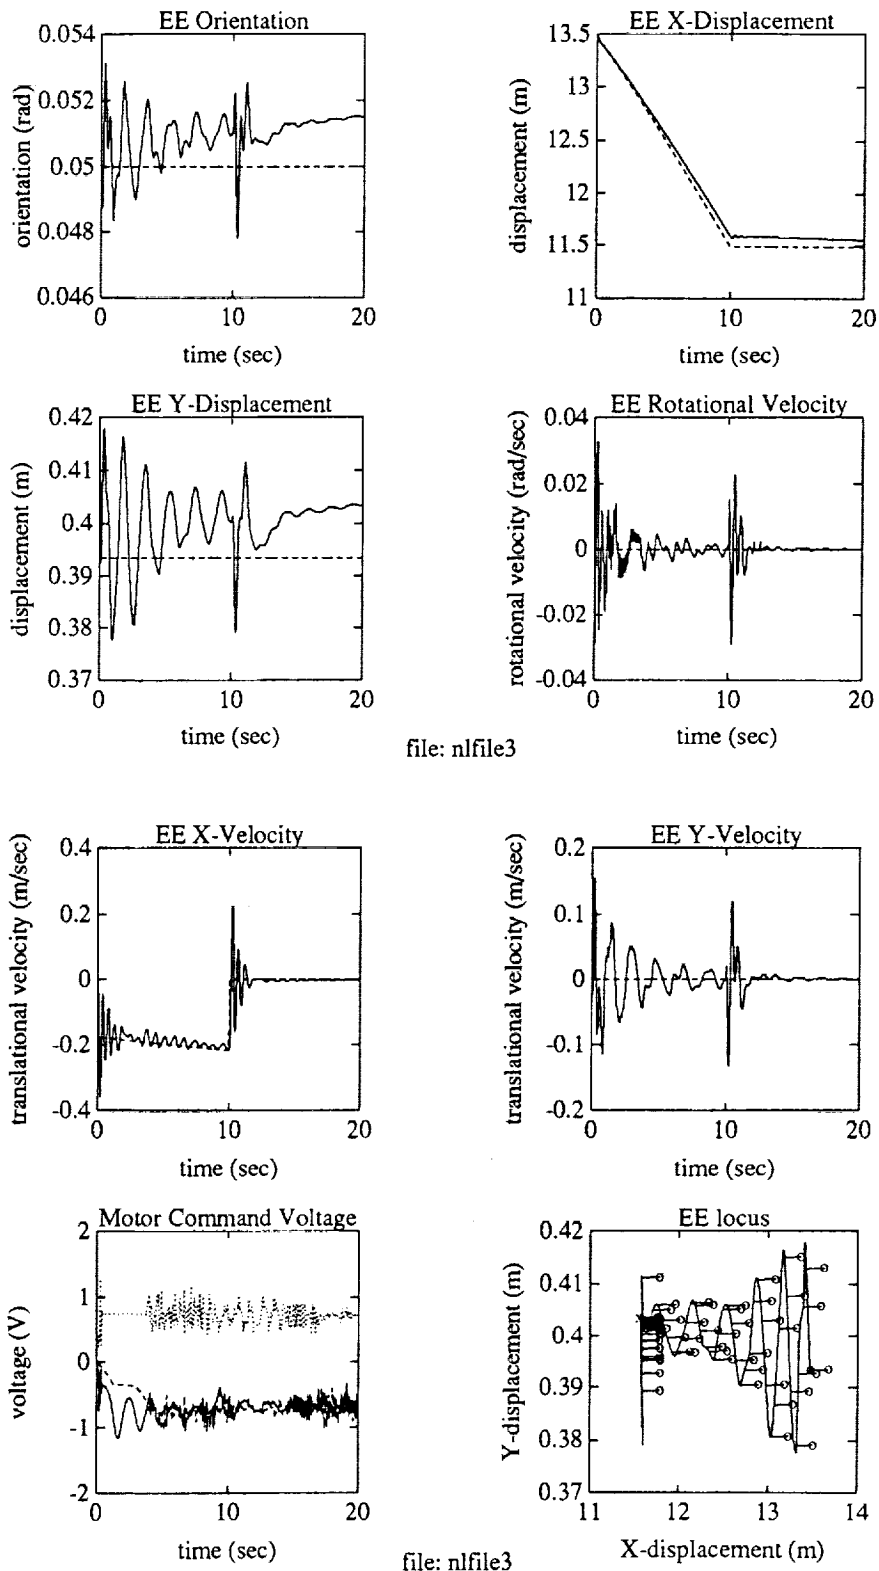 EE Orientation
0.054
0.052
0.05
0.048
0.046
orientation (rad)
0
10
20
time (sec)
EE X-Displacement
13.5
13
12.5
12
11.5
11
displacement (m)
0
10
20
time (sec)
EE Y-Displacement
0.42
0.41
0.4
0.39
0.38
0.37
displacement (m)
0
10
20
time (sec)
EE Rotational Velocity
0.04
0.02
0
-0.02
-0.04
rotational velocity (rad/sec)
0
10
20
time (sec)
file: nlfile3
EE X-Velocity
0.4
0.2
0
-0.2
-0.4
translational velocity (m/sec)
0
10
20
time (sec)
EE Y-Velocity
0.2
0.1
0
-0.1
-0.2
translational velocity (m/sec)
0
10
20
time (sec)
Motor Command Voltage
2
1
0
-1
-2
voltage (V)
0
10
20
time (sec)
EE locus
0.42
0.41
0.4
0.39
0.38
0.37
Y-displacement (m)
11
12
13
14
X-displacement (m)
file: nlfile3